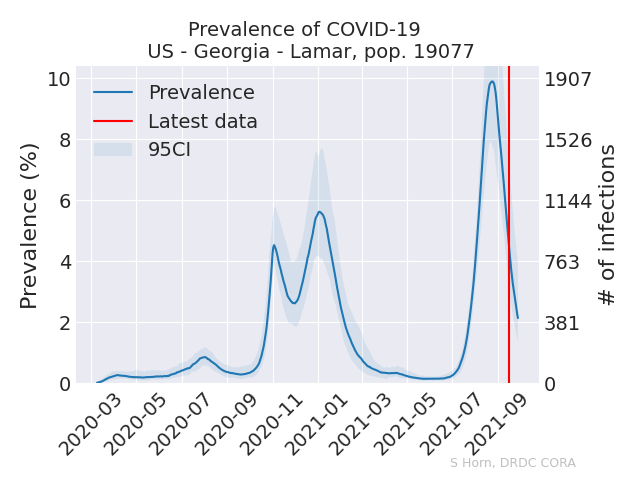 Prevalence of COVID-19
US - Georgia - Lamar, pop. 19077
Prevalence
Latest data
95CI
Prevalence (%)
10
8
6
4
2
0
1907
1526
1144
763
381
0
# of infections
2020-03
2020-05
2020-07
2020-09
2020-11
2021-01
2021-03
2021-05
2021-07
2021-09
S Horn, DRDC CORA